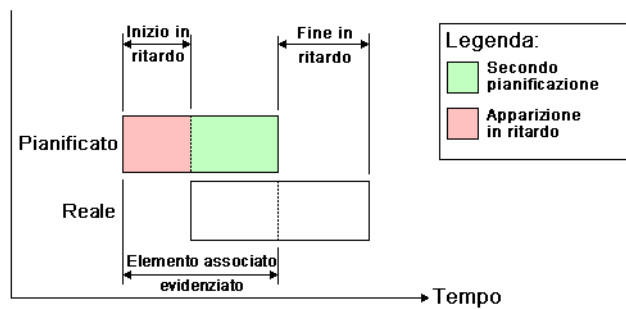 Inizio in
ritardo
Fine in
ritardo
Legenda:
Secondo
pianificazione
Apparizione
in ritardo
Pianificato
Reale
Elemento associato
evidenziato
Tempo